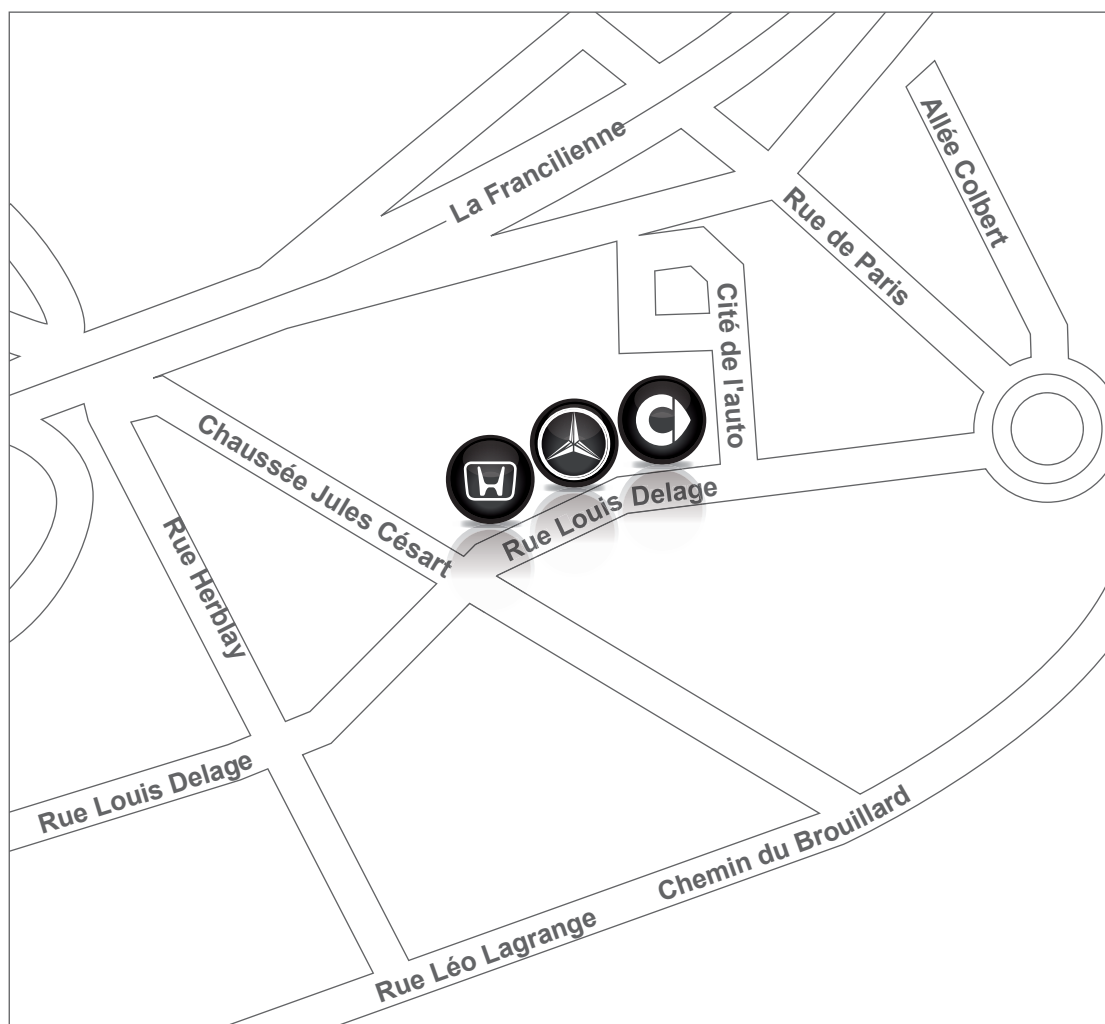 La Francilienne
Allée Colbert
Rue de Paris
Cité de l'auto
Chaussée Jules Césart
Rue Louis Delage
Rue Herblay
Rue Louis Delage
Chemin du Brouillard
Rue Léo Lagrange